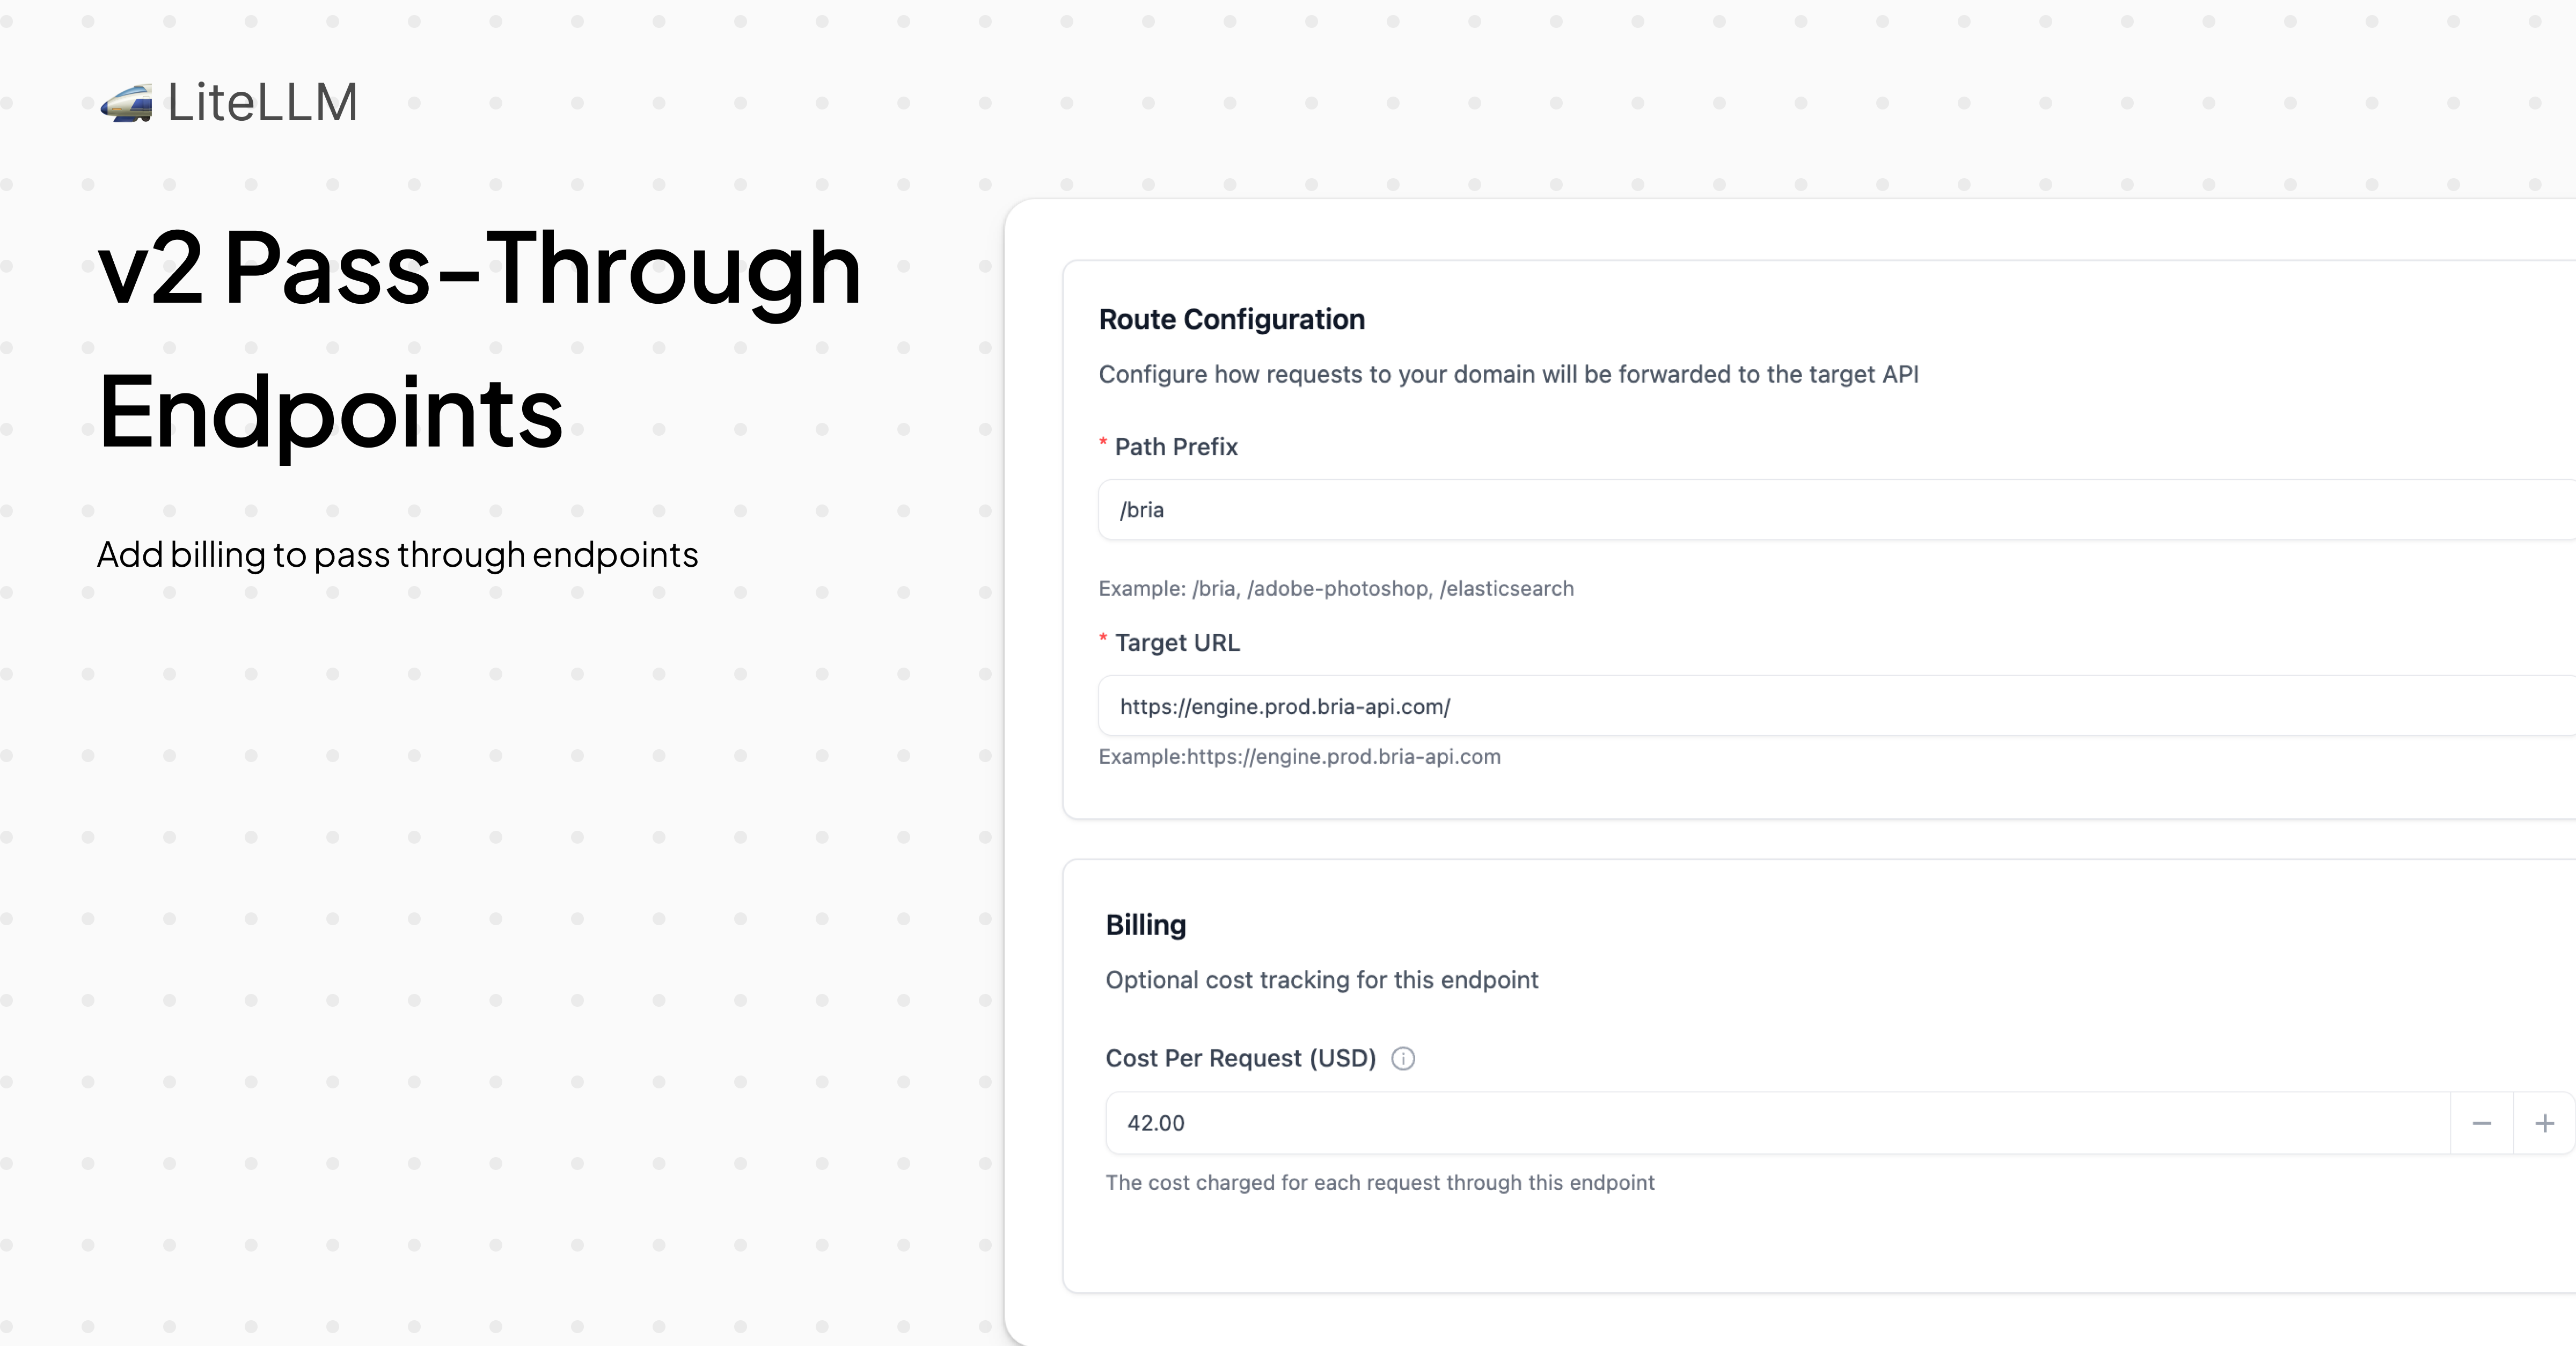 LiteLLM
v2 Pass-Through
Endpoints
Add billing to pass through endpoints
Route Configuration
Configure how requests to your domain will be forwarded to the target API
* Path Prefix
/bria
Example: /bria, /adobe-photoshop, /elasticsearch
* Target URL
https://engine.prod.bria-api.com/
Example:https://engine.prod.bria-api.com
Billing
Optional cost tracking for this endpoint
Cost Per Request (USD)
42.00
The cost charged for each request through this endpoint